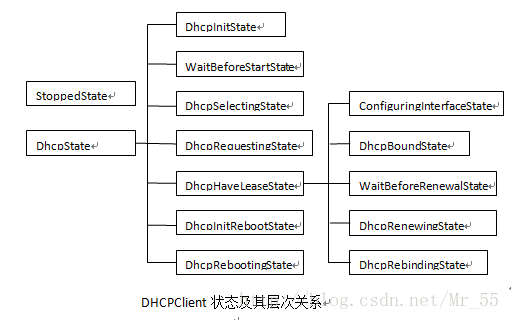 StoppedState
DhcpState
DhcpInitState
WaitBeforeStartState
DhcpSelectingState
DhcpRequestingState
DhcpHaveLeaseState
DhcpInitRebootState
DhcpRebootingState
ConfiguringInterfaceState
DhcpBoundState
WaitBeforeRenewalState
DhcpRenewingState
DhcpRebindingState
DHCPClient 状态及其层次关系
blog.csdn.net/Mr_55